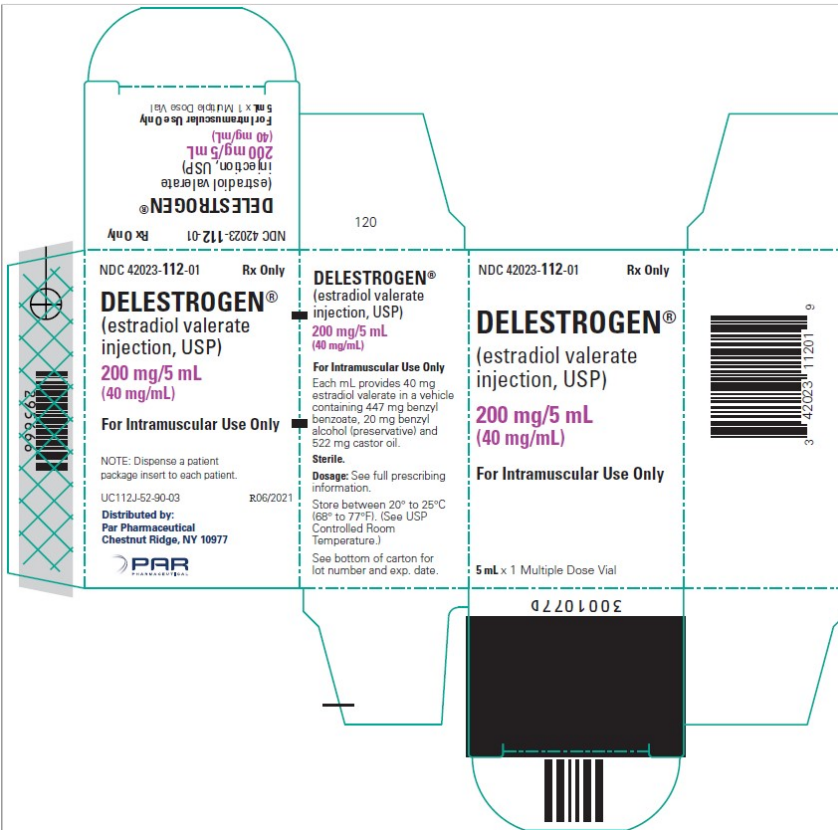 NDC 42023-112-01 Rx Only
DELESTROGEN®
(estradiol valerate
injection, USP)
200 mg/5 mL
(40 mg/mL)
For Intramuscular Use Only
5 mL x 1 Multiple Dose Vial
120
NDC 42023-112-01 Rx Only
DELESTROGEN®
(estradiol valerate
injection, USP)
200 mg/5 mL
(40 mg/mL)
For Intramuscular Use Only
NOTE: Dispense a patient
package insert to each patient.
UC112J-52-90-03 R06/2021
Distributed by:
Par Pharmaceutical
Chestnut Ridge, NY 10977
PAR
PHARMACEUTICAL
DELESTROGEN®
(estradiol valerate
injection, USP)
200 mg/5 mL
(40 mg/mL)
For Intramuscular Use Only
Each mL provides 40 mg
estradiol valerate in a vehicle
containing 447 mg benzyl
benzoate, 20 mg benzyl
alcohol (preservative) and
522 mg castor oil.
Sterile.
Dosage: See full prescribing
information.
Store between 20° to 25°C
(68° to 77°F). (See USP
Controlled Room
Temperature.)
See bottom of carton for
lot number and exp. date.
NDC 42023-112-01 Rx Only
DELESTROGEN®
(estradiol valerate
injection, USP)
200 mg/5 mL
(40 mg/mL)
For Intramuscular Use Only
5 mL x 1 Multiple Dose Vial
3001077D
3 42023 11201 9